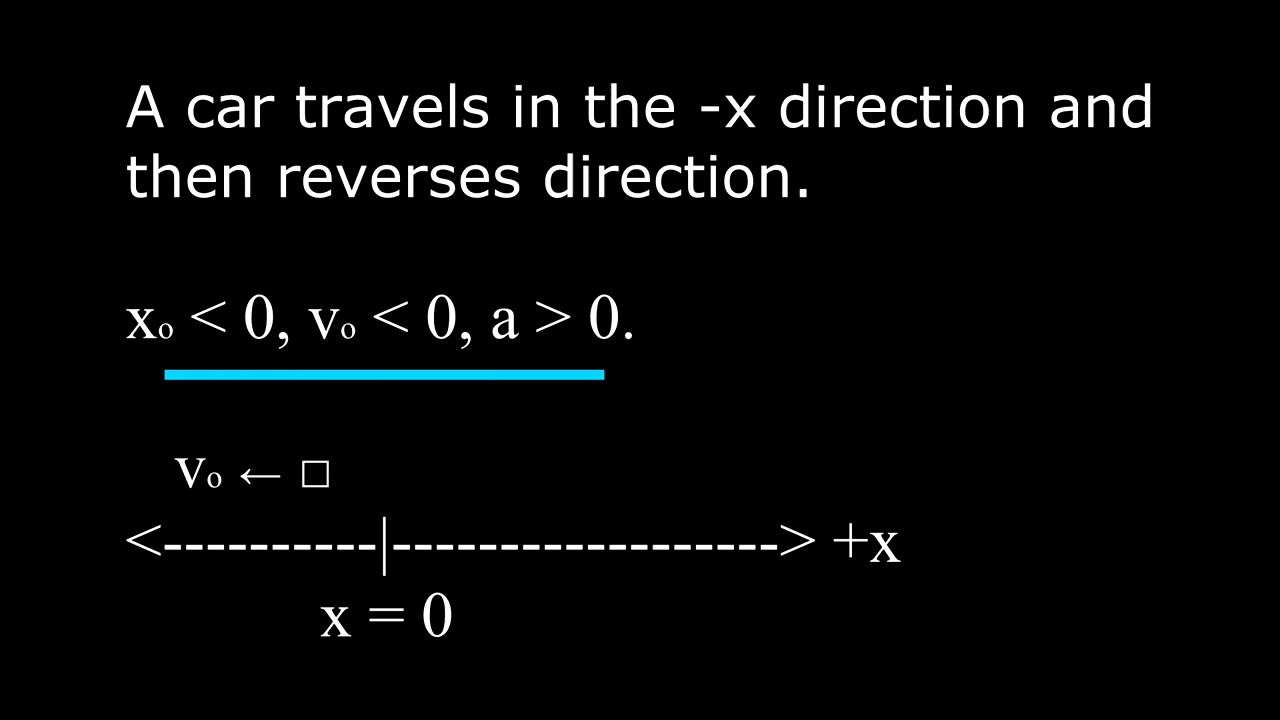 A car travels in the -x direction and
then reverses direction.
xₒ < 0, vₒ < 0, a > 0.
vₒ ← □
<----------|------------------> +x
x = 0